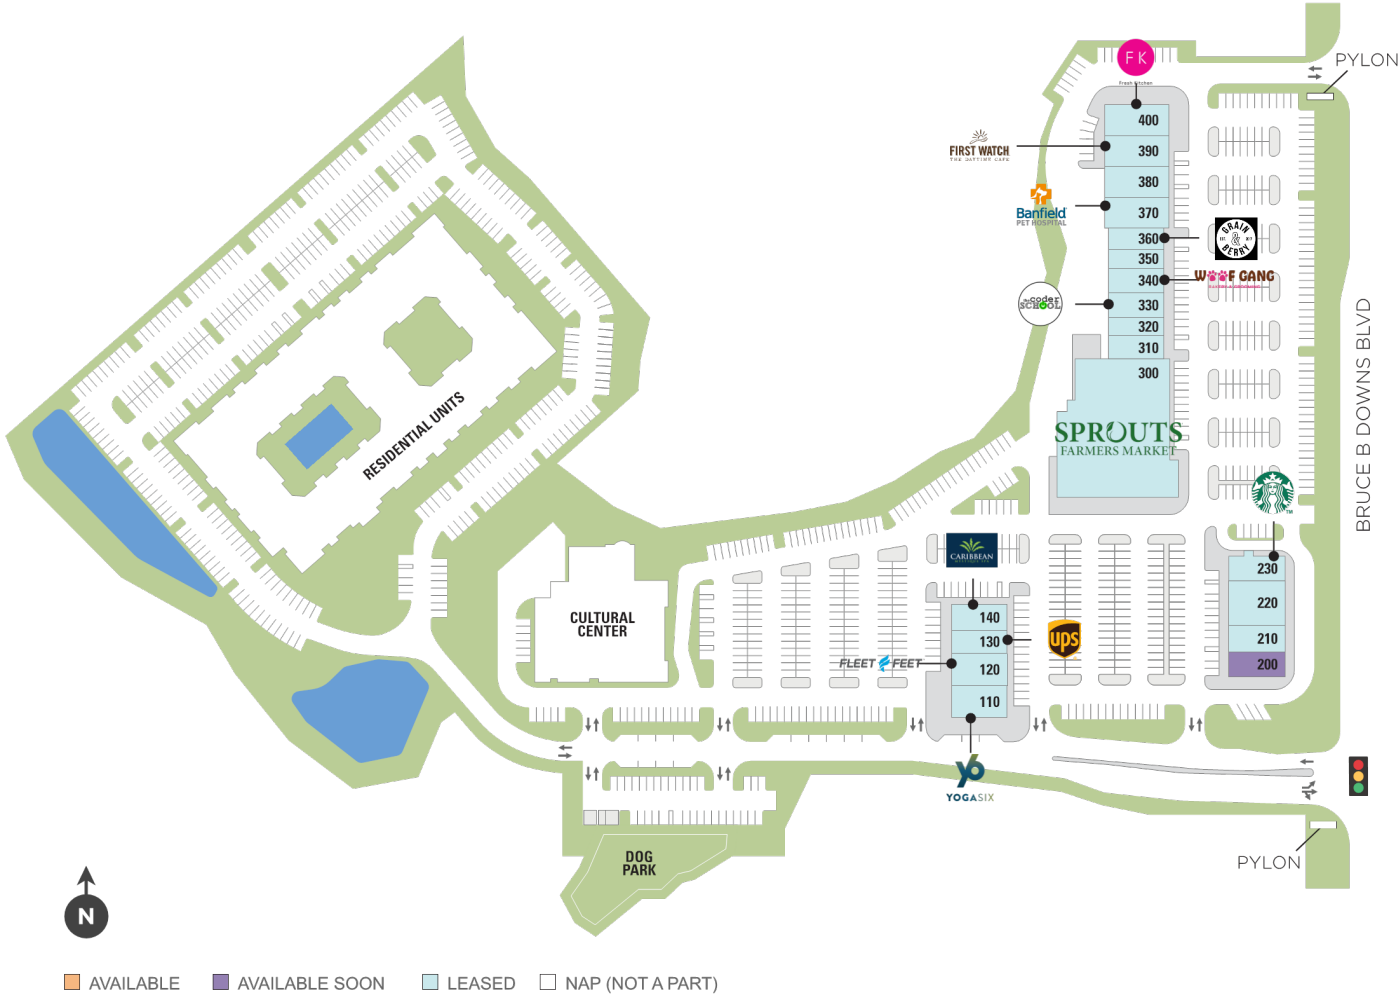 FK
Fresh Kitchen
PYLON
400
FIRST WATCH
THE DAYTIME CAFE
390
380
Banfield
PET HOSPITAL
370
360
GRAIN
&
BERRY
350
340
WOOF GANG
the coder
SCHOOL
330
320
310
300
SPROUTS
FARMERS MARKET
BRUCE B DOWNS BLVD
RESIDENTIAL UNITS
TM
CARIBBEAN
230
220
210
200
CULTURAL
CENTER
140
130
ups
FLEET FEET
120
110
YO
YOGASIX
DOG
PARK
PYLON
N
AVAILABLE
AVAILABLE SOON
LEASED
NAP (NOT A PART)